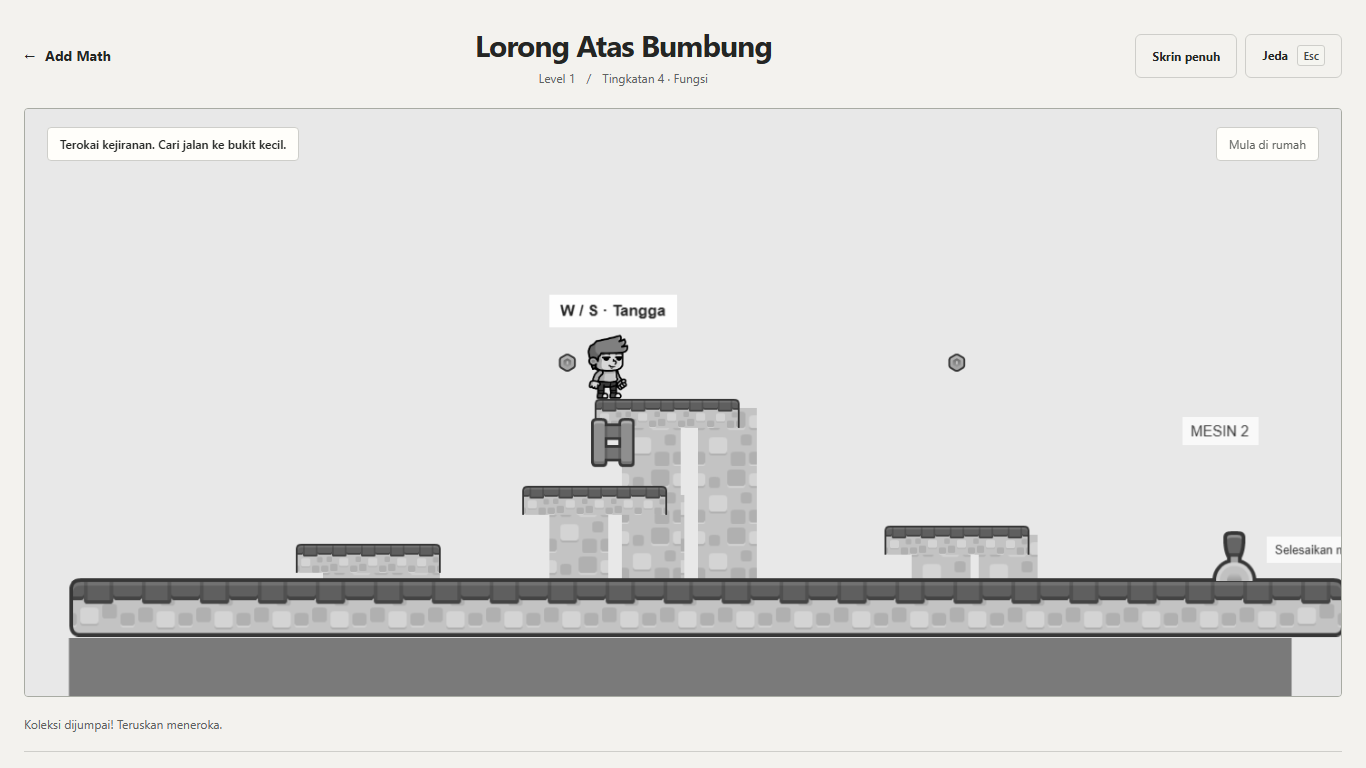 ← Add Math
Lorong Atas Bumbung
Level 1 / Tingkatan 4 · Fungsi
Skrin penuh
Jeda Esc
Terokai kejiranan. Cari jalan ke bukit kecil.
Mula di rumah
W / S · Tangga
MESIN 2
Selesaikan
Koleksi dijumpai! Teruskan meneroka.